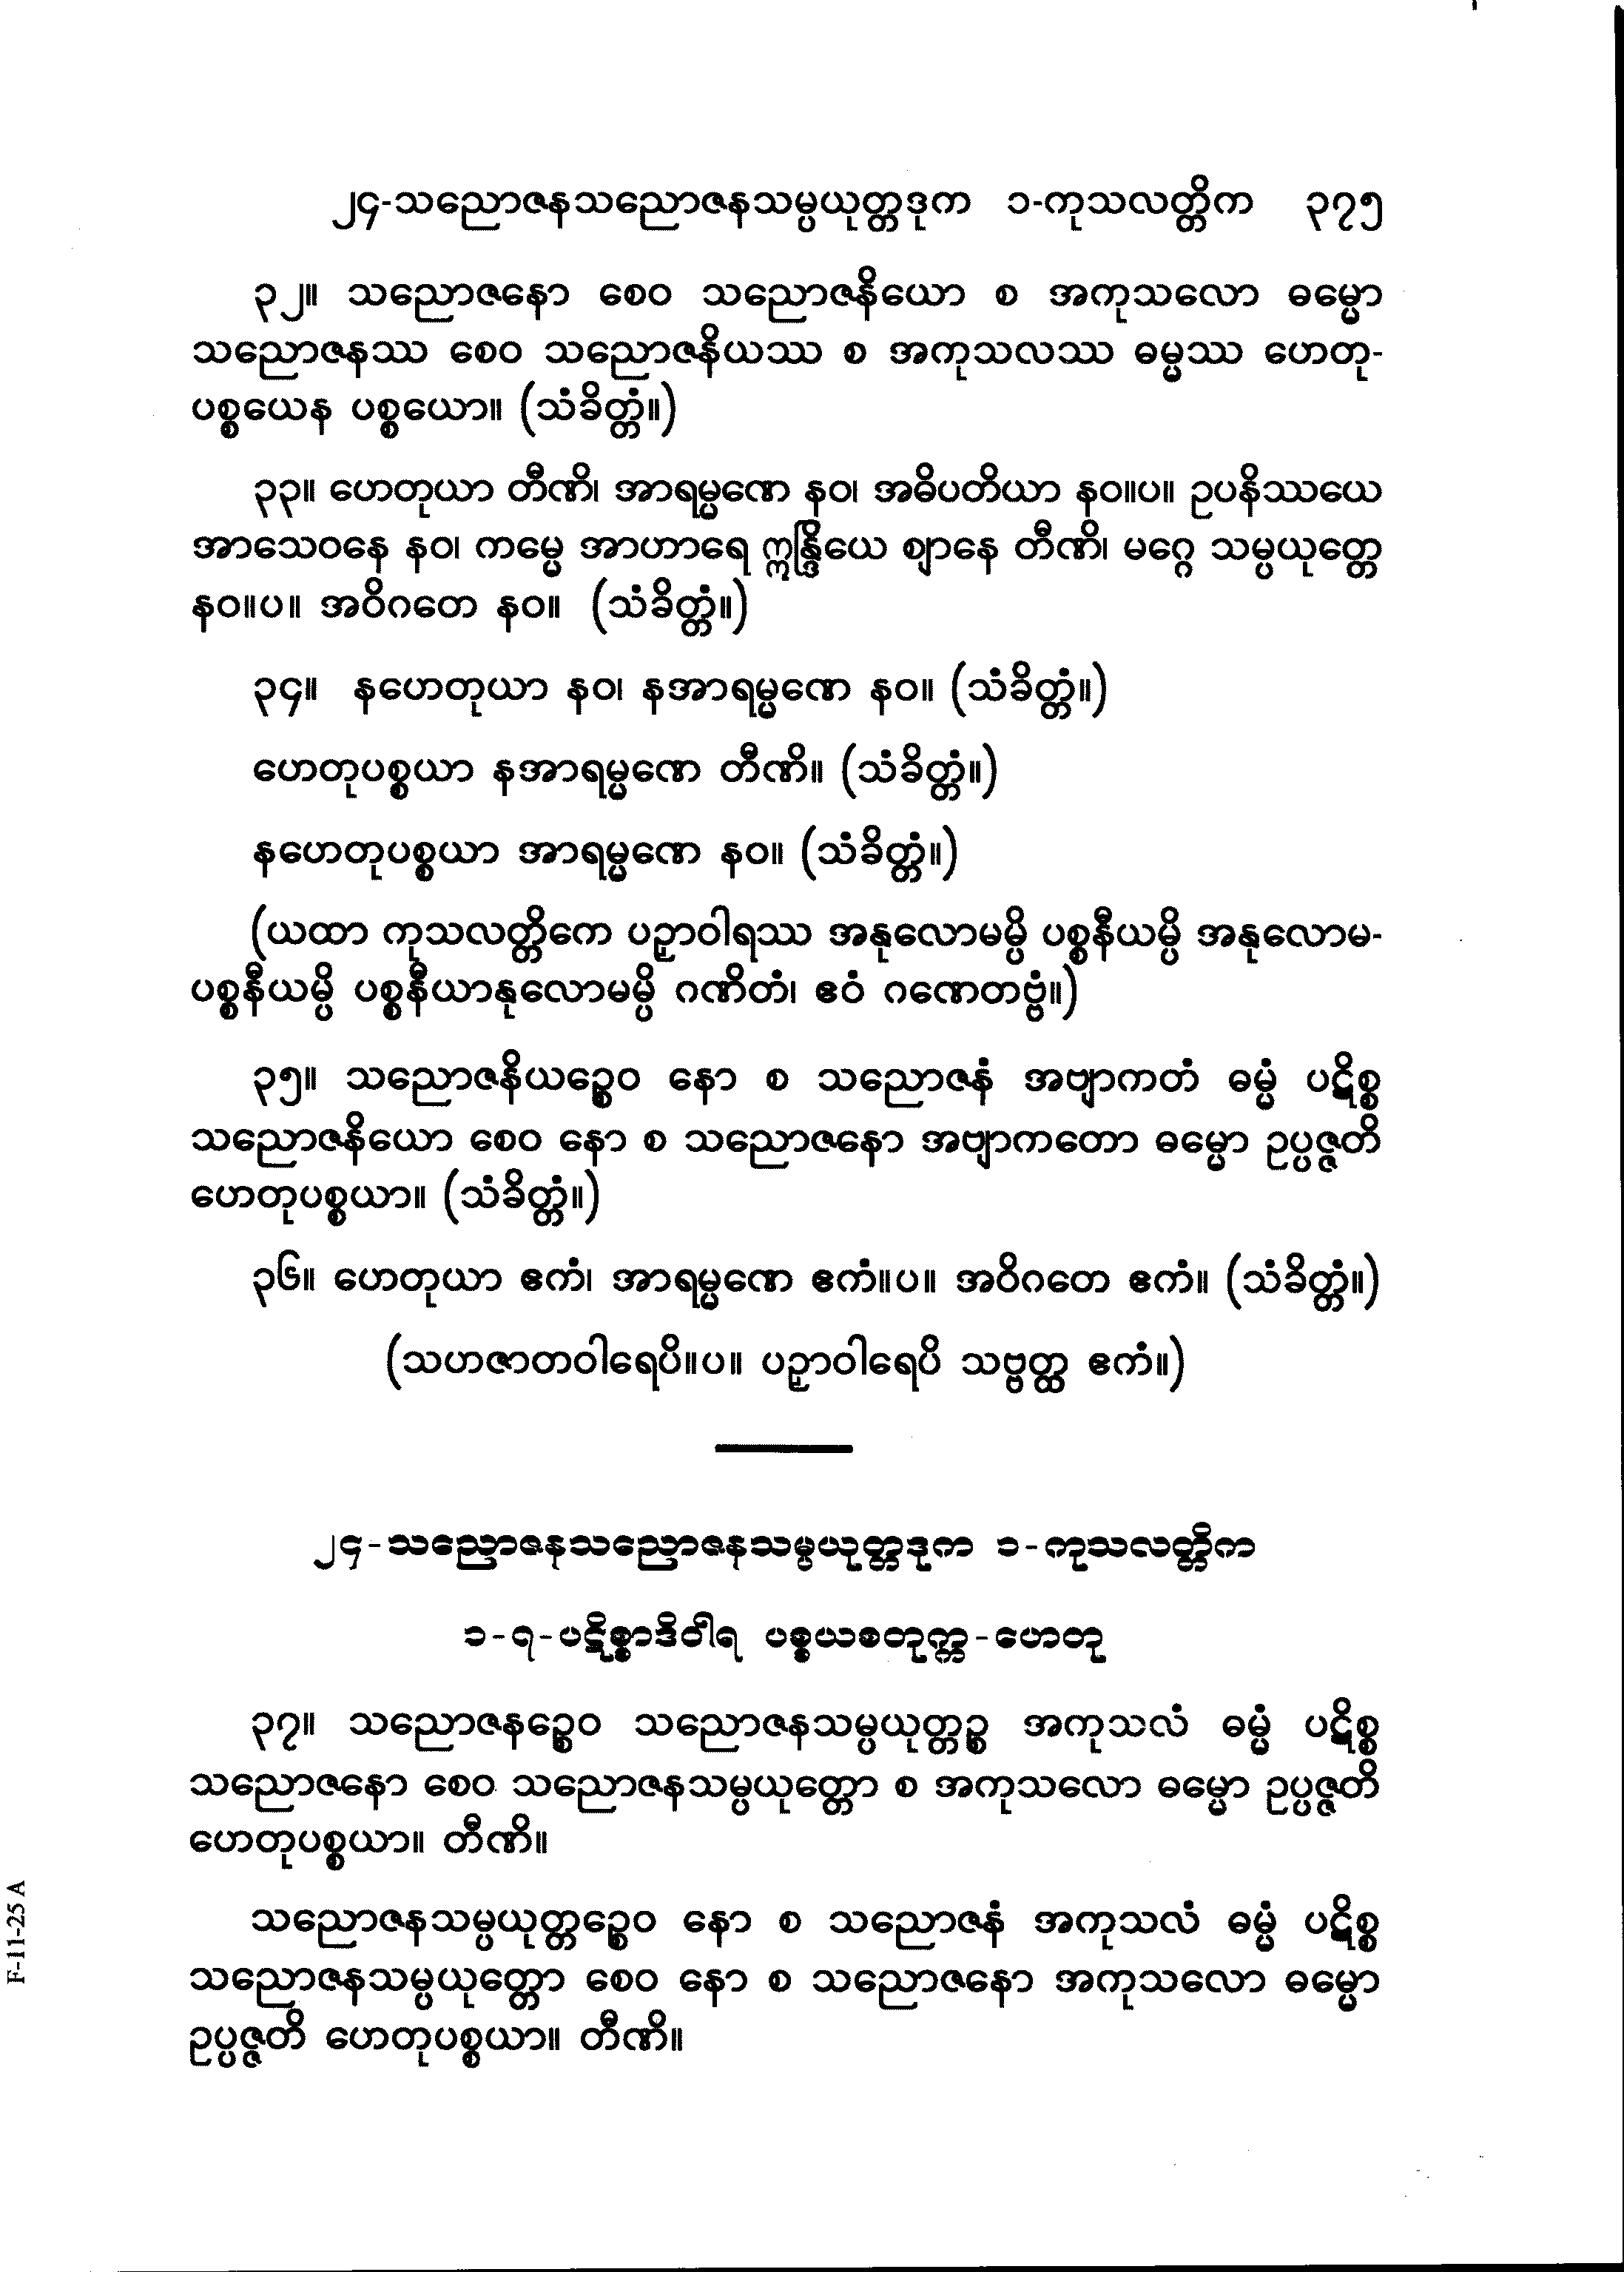 ၂၄-သညောဇနသညောဇနသမ္ပယုတ္တဒုက ၁-ကုသလတ္တိက ၃၇၅
၃၂။ သညောဇနော စေဝ သညောဇနိယော စ အကုသလော ဓမ္မော
သညောဇနဿ စေဝ သညောဇနိယဿ စ အကုသလဿ ဓမ္မဿ ဟေတု-
ပစ္စယေန ပစ္စယော။ (သံခိတ္တံ။)
၃၃။ ဟေတုယာ တီဏိ၊ အာရမ္မဏေ နဝ၊ အဓိပတိယာ နဝ။ပ။ ဥပနိဿယေ
အာသေဝနေ နဝ၊ ကမ္မေ အာဟာရေ ဣန္ဒြိယေ ဈာနေ တီဏိ၊ မဂ္ဂေ သမ္ပယုတ္တေ
နဝ။ပ။ အဝိဂတေ နဝ။ (သံခိတ္တံ။)
၃၄။ နဟေတုယာ နဝ၊ နအာရမ္မဏေ နဝ။ (သံခိတ္တံ။)
ဟေတုပစ္စယာ နအာရမ္မဏေ တီဏိ။ (သံခိတ္တံ။)
နဟေတုပစ္စယာ အာရမ္မဏေ နဝ။ (သံခိတ္တံ။)
(ယထာ ကုသလတ္တိကေ ပဉှာဝါရဿ အနုလောမမ္ပိ ပစ္စနီယမ္ပိ အနုလောမ-
ပစ္စနီယမ္ပိ ပစ္စနီယာနုလောမမ္ပိ ဂဏိတံ၊ ဧဝံ ဂဏေတဗ္ဗံ။)
၃၅။ သညောဇနိယဉ္စေဝ နော စ သညောဇနံ အဗျာကတံ ဓမ္မံ ပဋိစ္စ
သညောဇနိယော စေဝ နော စ သညောဇနော အဗျာကတော ဓမ္မော ဥပ္ပဇ္ဇတိ
ဟေတုပစ္စယာ။ (သံခိတ္တံ။)
၃၆။ ဟေတုယာ ဧကံ၊ အာရမ္မဏေ ဧကံ။ပ။ အဝိဂတေ ဧကံ။ (သံခိတ္တံ။)
(သဟဇာတဝါရေပိ။ပ။ ပဉှာဝါရေပိ သဗ္ဗတ္ထ ဧကံ။)
၂၄-သညောဇနသညောဇနသမ္ပယုတ္တဒုက ၁-ကုသလတ္တိက
၁-၇-ပဋိစ္စာဒိဝါရ ပစ္စယစတုက္က-ဟေတု
၃၇။ သညောဇနဉ္စေဝ သညောဇနသမ္ပယုတ္တဉ္စ အကုသလံ ဓမ္မံ ပဋိစ္စ
သညောဇနော စေဝ သညောဇနသမ္ပယုတ္တော စ အကုသလော ဓမ္မော ဥပ္ပဇ္ဇတိ
ဟေတုပစ္စယာ။ တီဏိ။
သညောဇနသမ္ပယုတ္တဉ္စေဝ နော စ သညောဇနံ အကုသလံ ဓမ္မံ ပဋိစ္စ
သညောဇနသမ္ပယုတ္တော စေဝ နော စ သညောဇနော အကုသလော ဓမ္မော
ဥပ္ပဇ္ဇတိ ဟေတုပစ္စယာ။ တီဏိ။
F-11-25 A